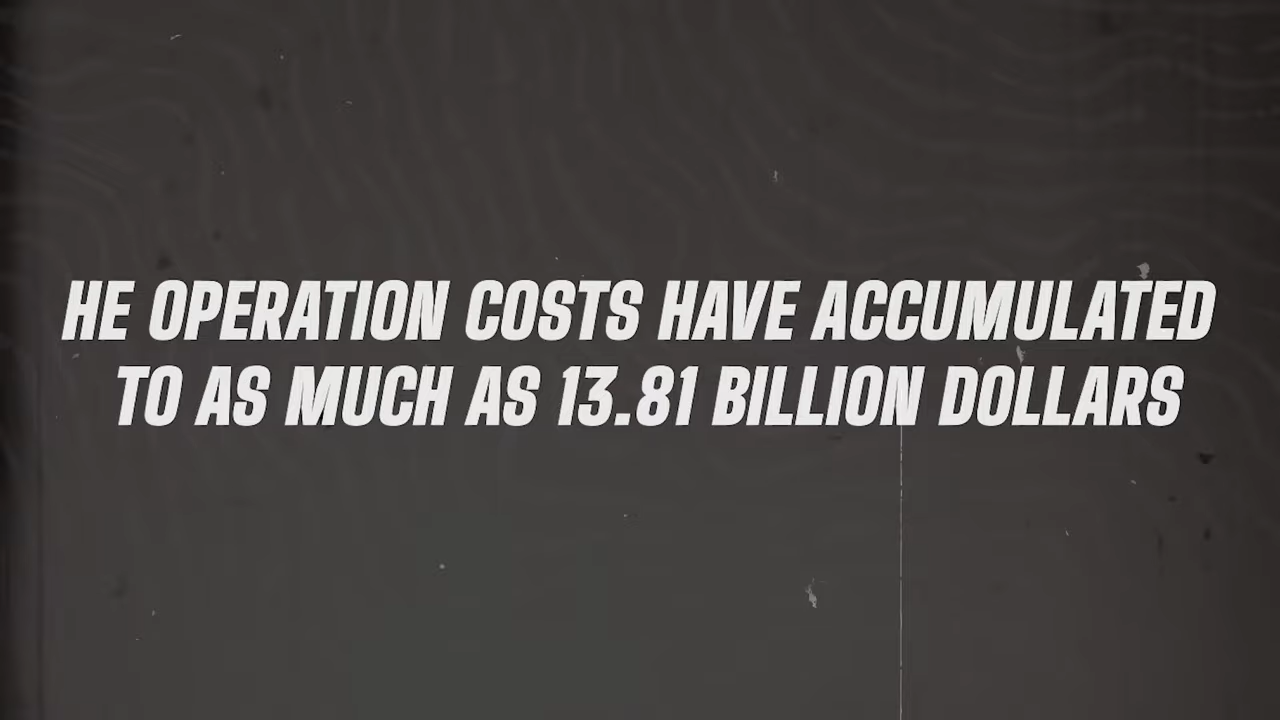 HE OPERATION COSTS HAVE ACCUMULATED
TO AS MUCH AS 13.81 BILLION DOLLARS